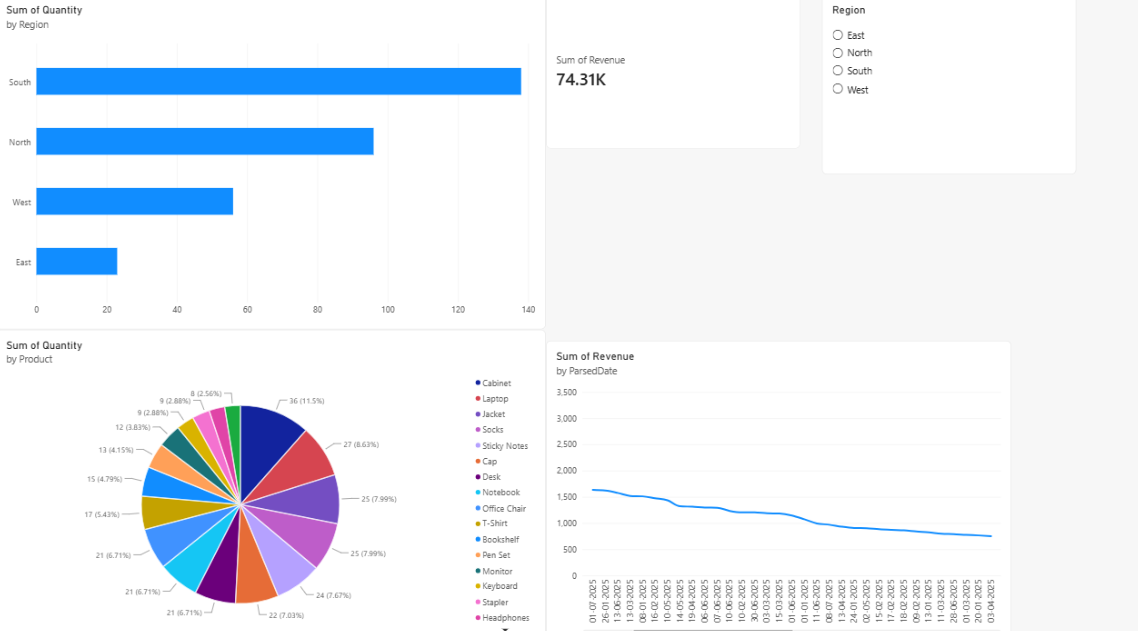 Sum of Quantity
by Region
South
North
West
East
0 20 40 60 80 100 120 140
Sum of Revenue
74.31K
Region
East
North
South
West
Sum of Quantity
by Product
36 (11.5%)
27 (8.63%)
25 (7.99%)
25 (7.99%)
24 (7.67%)
22 (7.03%)
21 (6.71%)
21 (6.71%)
21 (6.71%)
17 (5.43%)
15 (4.79%)
13 (4.15%)
12 (3.83%)
9 (2.88%)
9 (2.88%)
8 (2.56%)
Cabinet
Laptop
Jacket
Socks
Sticky Notes
Cap
Desk
Notebook
Office Chair
T-Shirt
Bookshelf
Pen Set
Monitor
Keyboard
Stapler
Headphones
Sum of Revenue
by ParsedDate
3,500
3,000
2,500
2,000
1,500
1,000
500
0
01-07-2025
26-01-2025
13-06-2025
13-03-2025
08-01-2025
16-02-2025
10-05-2025
14-05-2025
19-04-2025
06-06-2025
07-06-2025
10-06-2025
10-02-2025
30-06-2025
03-03-2025
15-03-2025
01-06-2025
01-01-2025
11-06-2025
08-07-2025
13-04-2025
24-01-2025
02-05-2025
15-02-2025
17-02-2025
18-02-2025
09-02-2025
13-01-2025
11-03-2025
28-06-2025
01-03-2025
20-01-2025
03-04-2025